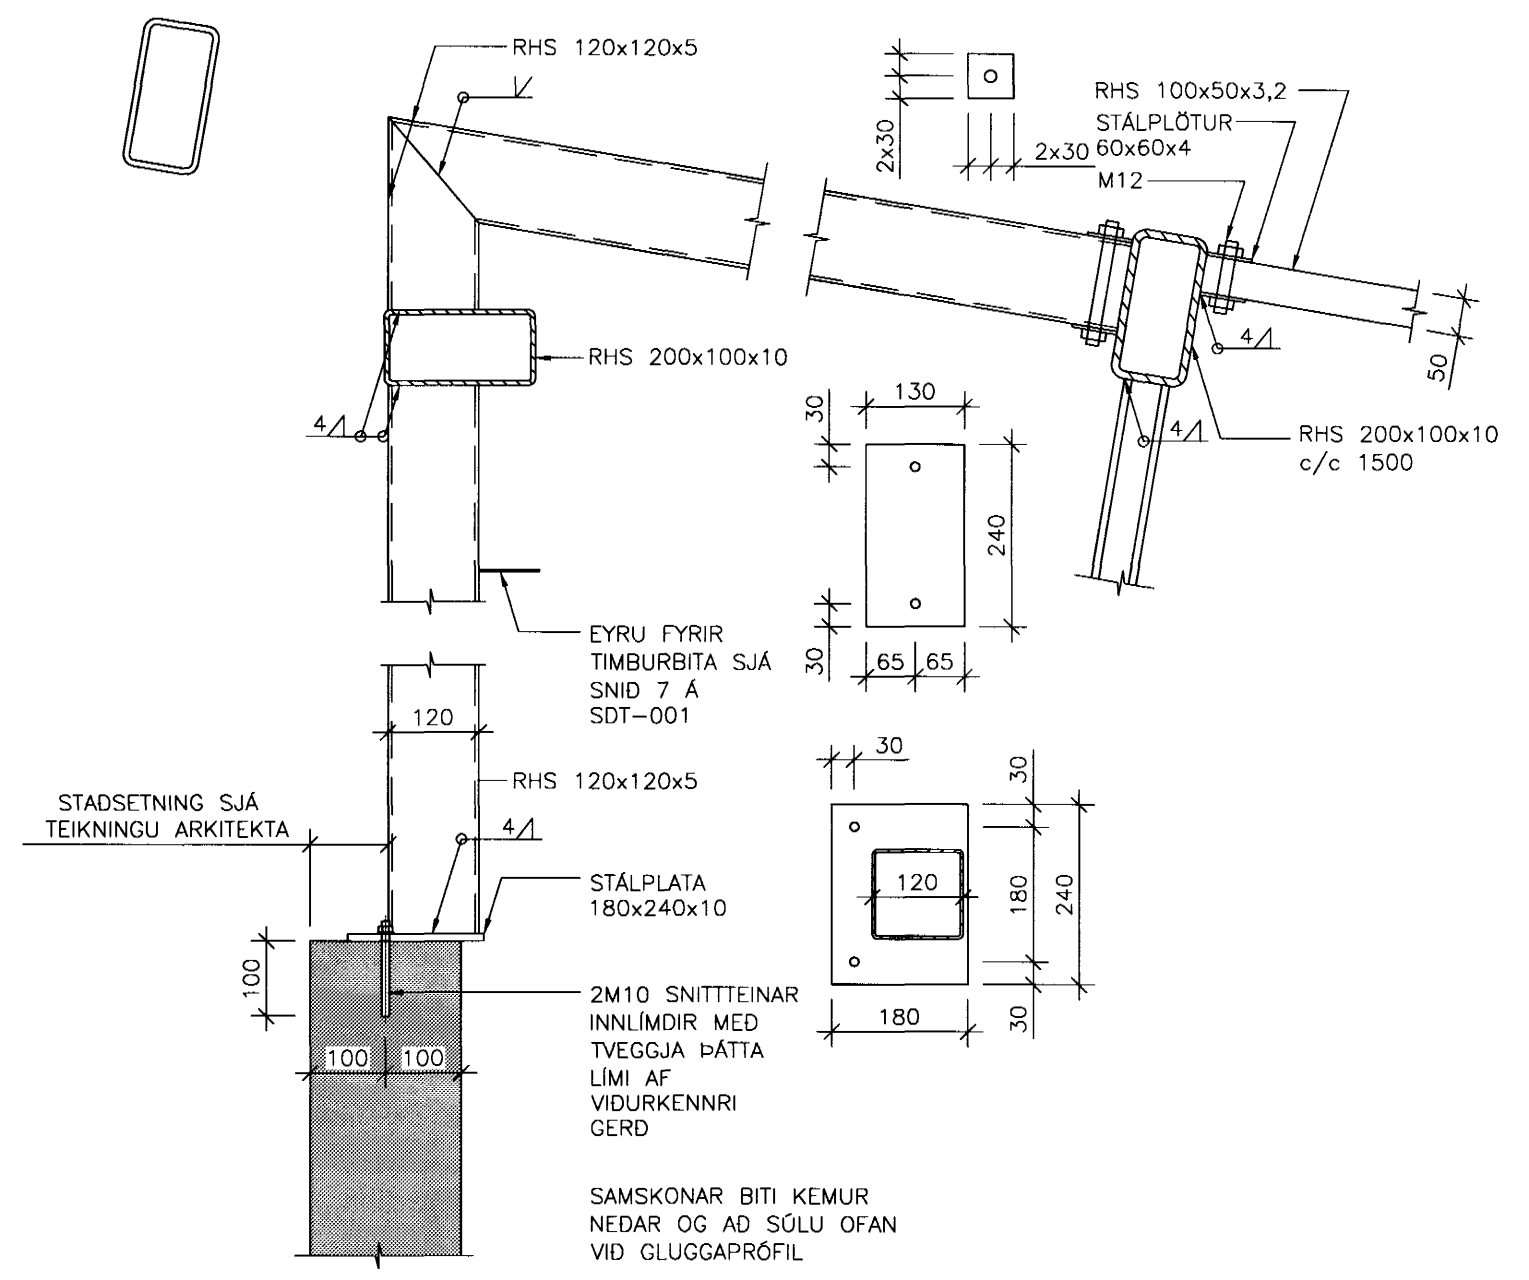 RHS 120x120x5
2x30
2x30
RHS 100x50x3,2
STÁLPLÖTUR
60x60x4
M12
RHS 200x100x10
4
4
50
4
RHS 200x100x10
c/c 1500
130
30
240
30
65
65
EYRU FYRIR
TIMBURBITA SJÁ
SNIÐ 7 Á
SDT-001
120
RHS 120x120x5
STAÐSETNING SJÁ
TEIKNINGU ARKITEKTA
4
STÁLPLATA
180x240x10
30
30
120
180
240
30
180
100
2M10 SNITTTEINAR
INNLÍMDIR MEÐ
TVEGGJA ÞÁTTA
LÍMI AF
VIÐURKENNRI
GERÐ
100
100
SAMSKONAR BITI KEMUR
NEÐAR OG AÐ SÚLU OFAN
VIÐ GLUGGAPRÓFIL